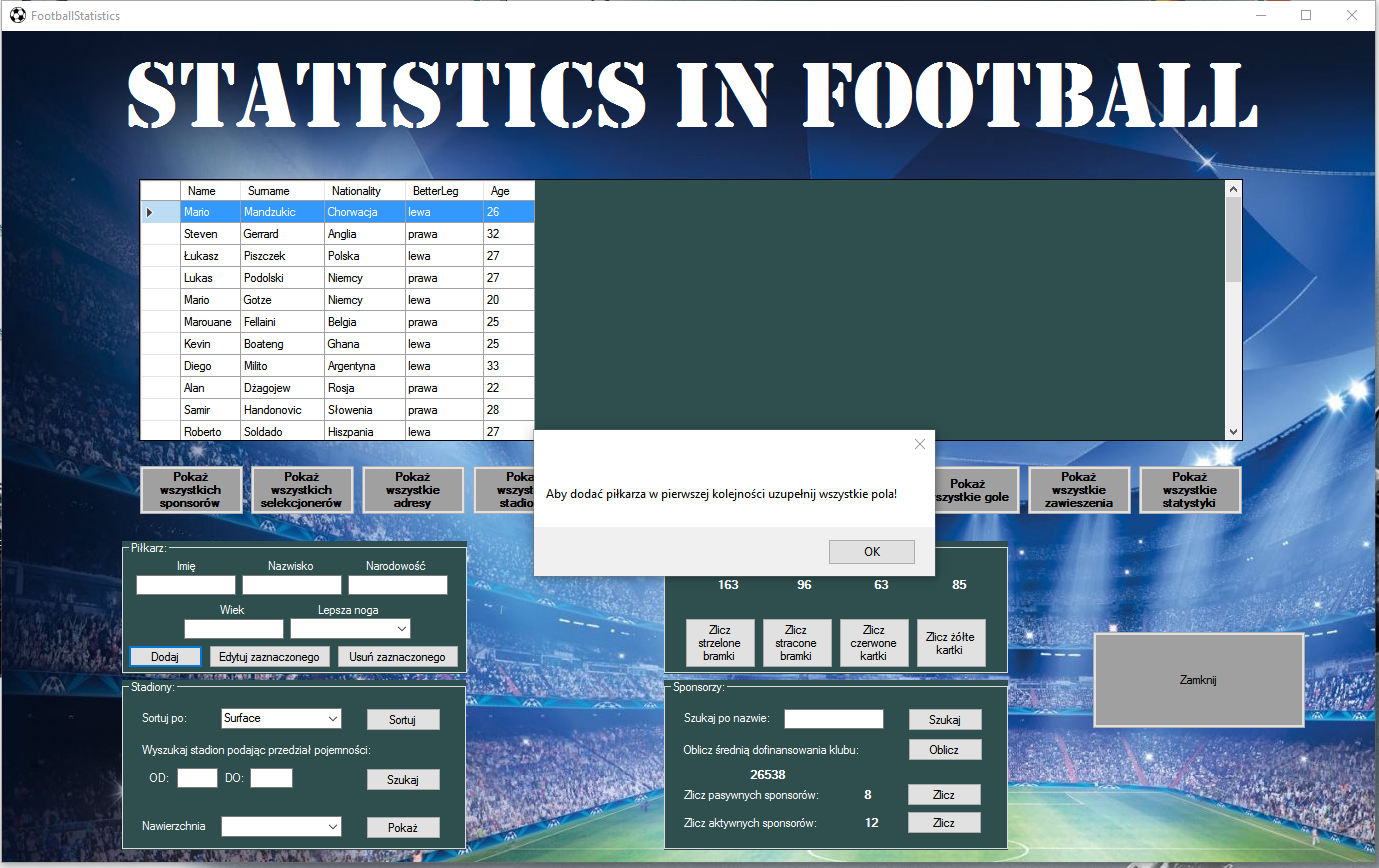 FootballStatistics
STATISTICS IN FOOTBALL
Name Surname Nationality BetterLeg Age
Mario Mandzukic Chorwacja lewa 26
Steven Gerrard Anglia prawa 32
Łukasz Piszczek Polska lewa 27
Lukas Podolski Niemcy prawa 27
Mario Gotze Niemcy lewa 20
Marouane Fellaini Belgia prawa 25
Kevin Boateng Ghana lewa 25
Diego Milito Argentyna lewa 33
Alan Dżagojew Rosja prawa 22
Samir Handonovic Słowenia prawa 28
Roberto Soldado Hiszpania lewa 27
Pokaż
wszystkich
sponsorów
Pokaż
wszystkich
selekcjonerów
Pokaż
wszystkie
adresy
Pokaż
gole
Pokaż
wszystkie
zawieszenia
Pokaż
wszystkie
statystyki
Aby dodać piłkarza w pierwszej kolejności uzupełnij wszystkie pola!
OK
Piłkarz:
Imię Nazwisko Narodowość
Wiek Lepsza noga
Dodaj Edytuj zaznaczonego Usuń zaznaczonego
163 96 63 85
Zlicz
strzelone
bramki
Zlicz
stracone
bramki
Zlicz
czerwone
kartki
Zlicz żółte
kartki
Zamknij
Stadiony:
Sortuj po: Surface Sortuj
Wyszukaj stadion podając przedział pojemności:
OD: DO: Szukaj
Nawierzchnia Pokaż
Sponsorzy:
Szukaj po nazwie: Szukaj
Oblicz średnią dofinansowania klubu: Oblicz
26538
Zlicz pasywnych sponsorów: 8 Zlicz
Zlicz aktywnych sponsorów: 12 Zlicz